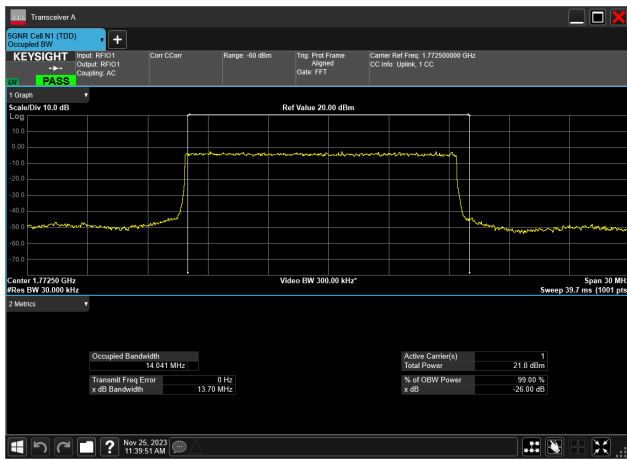 Transceiver A
5GNR Cell N1 (TDD)
Occupied BW
KEYSIGHT
LNI
PASS
Input: RFIO1
Output: RFIO1
Coupling: AC
Corr CCorr
Range: -60 dBm
Trig: Prot Frame
Aligned
Gate: FFT
Carrier Ref Freq: 1.772500000 GHz
CC Info: Uplink, 1 CC
1 Graph
Scale/Div 10.0 dB
Ref Value 20.00 dBm
Log
10.0
0.00
-10.0
-20.0
-30.0
-40.0
-50.0
-60.0
-70.0
Center 1.77250 GHz
Video BW 300.00 kHz*
Span 30 MH
#Res BW 30.000 kHz
Sweep 39.7 ms (1001 pts
2 Metrics
Occupied Bandwidth
14.041 MHz
Transmit Freq Error 0 Hz
x dB Bandwidth 13.70 MHz
Active Carrier(s) 1
Total Power 21.8 dBm
% of OBW Power 99.00 %
x dB -26.00 dB
Nov 25, 2023
11:39:51 AM